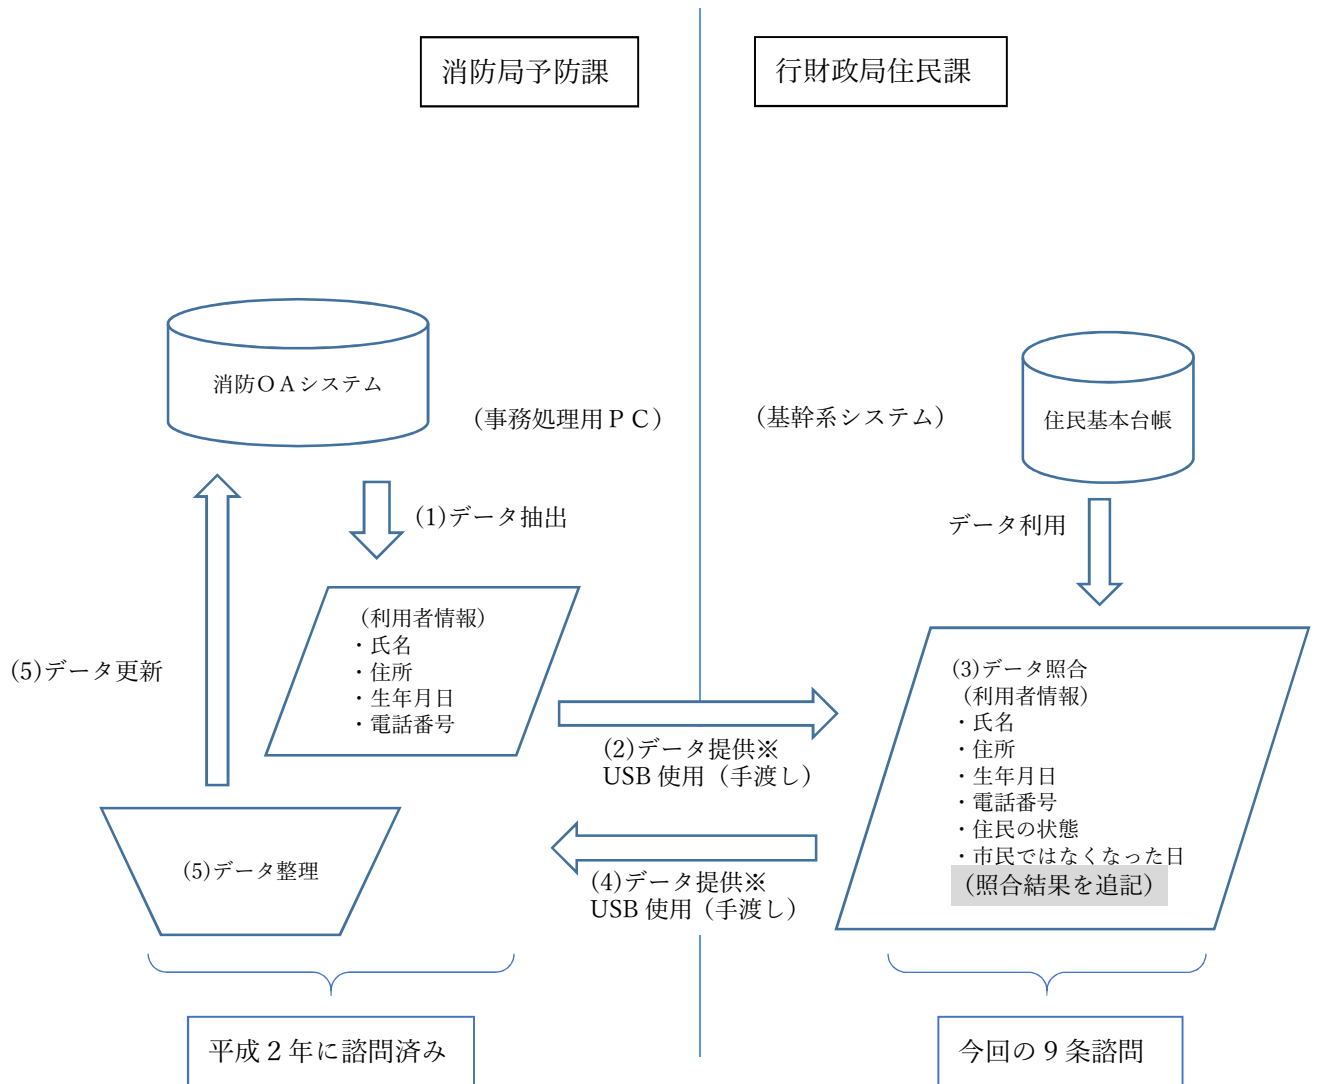 消防局予防課
行財政局住民課
消防OAシステム
(事務処理用PC)
(基幹系システム)
住民基本台帳
(1)データ抽出
データ利用
(利用者情報)
・氏名
・住所
・生年月日
・電話番号
(5)データ更新
(2)データ提供※
USB 使用(手渡し)
(3)データ照合
(利用者情報)
・氏名
・住所
・生年月日
・電話番号
・住民の状態
・市民ではなくなった日
(照合結果を追記)
(5)データ整理
(4)データ提供※
USB 使用(手渡し)
平成2年に諮問済み
今回の9条諮問